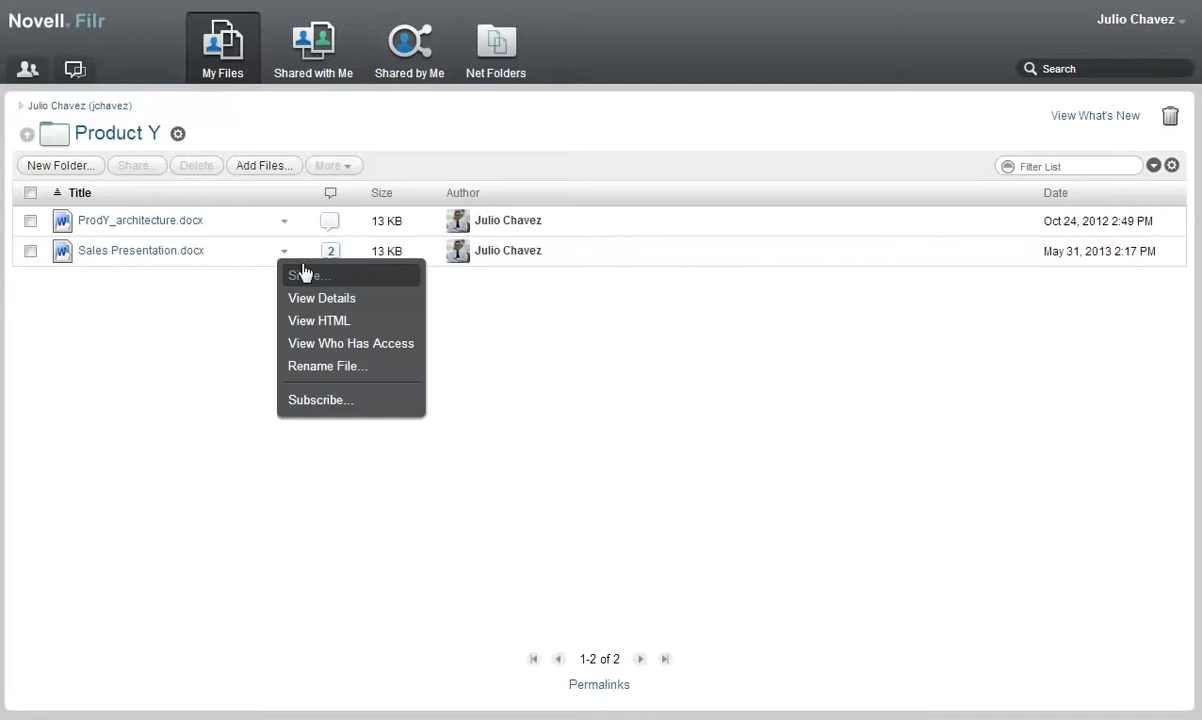 Novell. Filr
Julio Chavez
My Files
Shared with Me
Shared by Me
Net Folders
Search
Julio Chavez (jchavez)
View What's New
Product Y
New Folder...
Share...
Delete
Add Files...
More
Filter List
Title
Size
Author
Date
ProdY_architecture.docx
13 KB
Julio Chavez
Oct 24, 2012 2:49 PM
Sales Presentation.docx
2
13 KB
Julio Chavez
May 31, 2013 2:17 PM
View Details
View HTML
View Who Has Access
Rename File...
Subscribe...
1-2 of 2
Permalinks